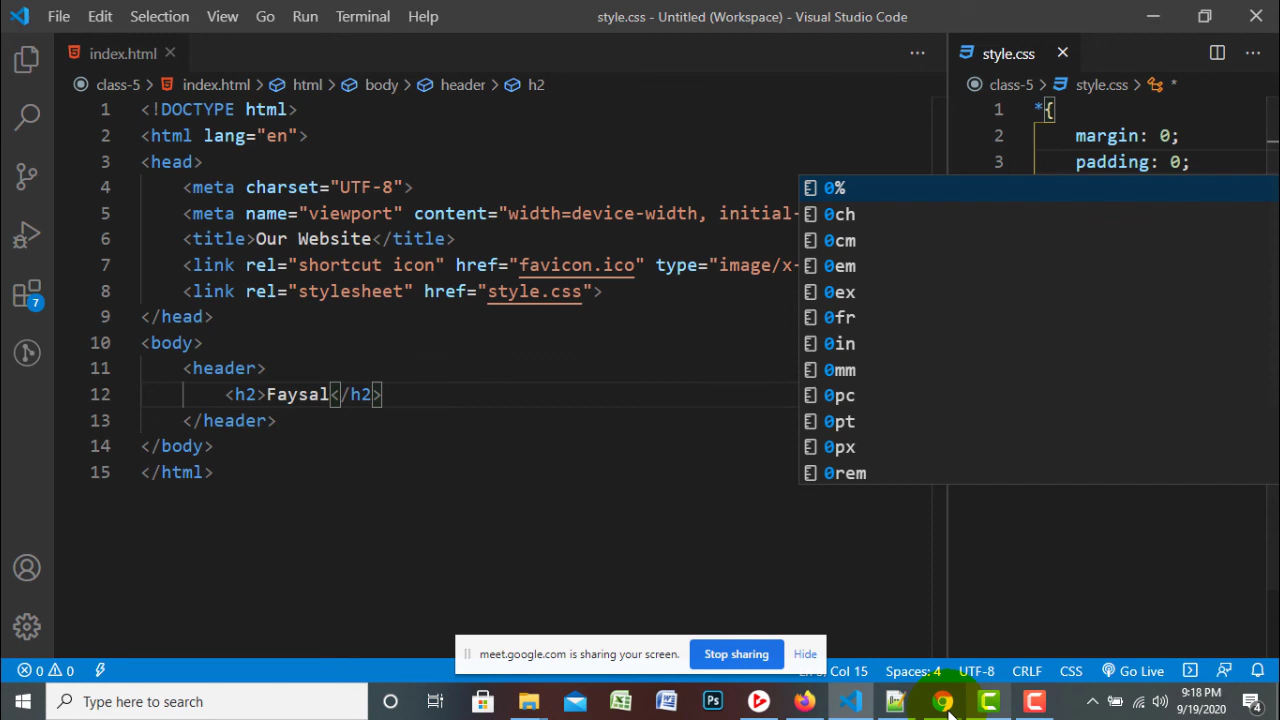 File Edit Selection View Go Run Terminal Help
style.css - Untitled (Workspace) - Visual Studio Code
index.html
style.css
class-5 > index.html > html > body > header > h2
class-5 > style.css > *
1 <!DOCTYPE html>
2 <html lang="en">
3 <head>
4 <meta charset="UTF-8">
5 <meta name="viewport" content="width=device-width, initial-
6 <title>Our Website</title>
7 <link rel="shortcut icon" href="favicon.ico" type="image/x-
8 <link rel="stylesheet" href="style.css">
9 </head>
10 <body>
11 <header>
12 <h2>Faysal</h2>
13 </header>
14 </body>
15 </html>
1 *{
2 margin: 0;
3 padding: 0;
0%
0ch
0cm
0em
0ex
0fr
0in
0mm
0pc
0pt
0px
0rem
7
meet.google.com is sharing your screen. Stop sharing Hide
0 0
Col 15 Spaces: 4 UTF-8 CRLF CSS Go Live
Type here to search
Ps
9:18 PM
9/19/2020
4